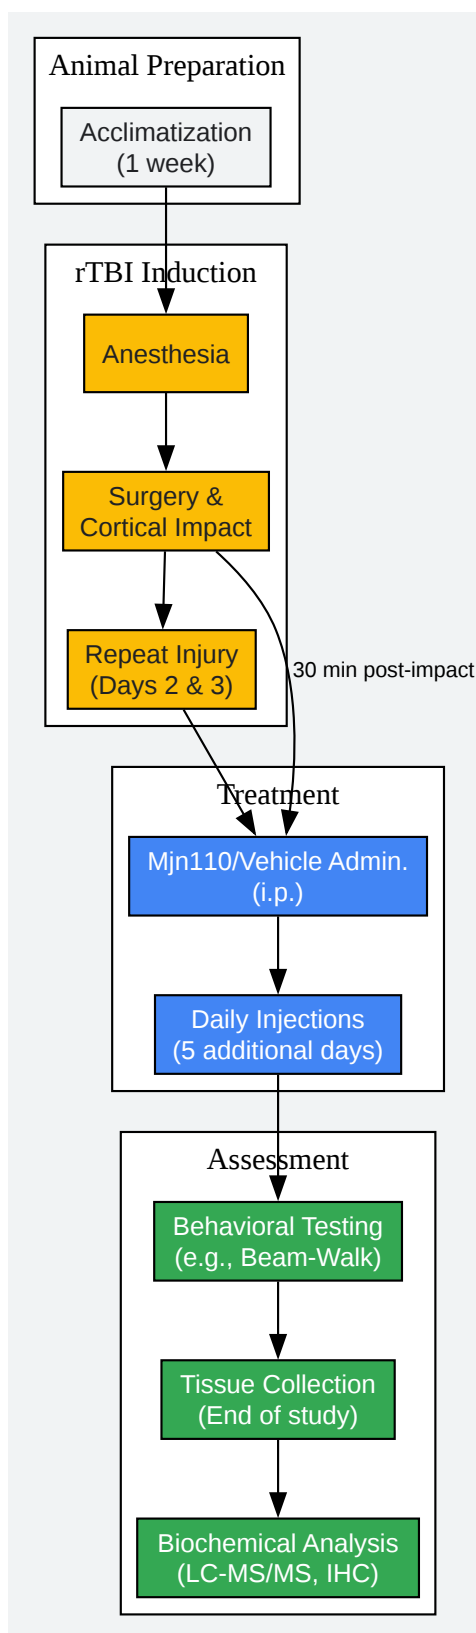 Animal Preparation
Acclimatization
(1 week)
rTBI Induction
Anesthesia
Surgery &
Cortical Impact
Repeat Injury
(Days 2 & 3)
30 min post-impact
Treatment
Mjn110/Vehicle Admin.
(i.p.)
Daily Injections
(5 additional days)
Assessment
Behavioral Testing
(e.g., Beam-Walk)
Tissue Collection
(End of study)
Biochemical Analysis
(LC-MS/MS, IHC)